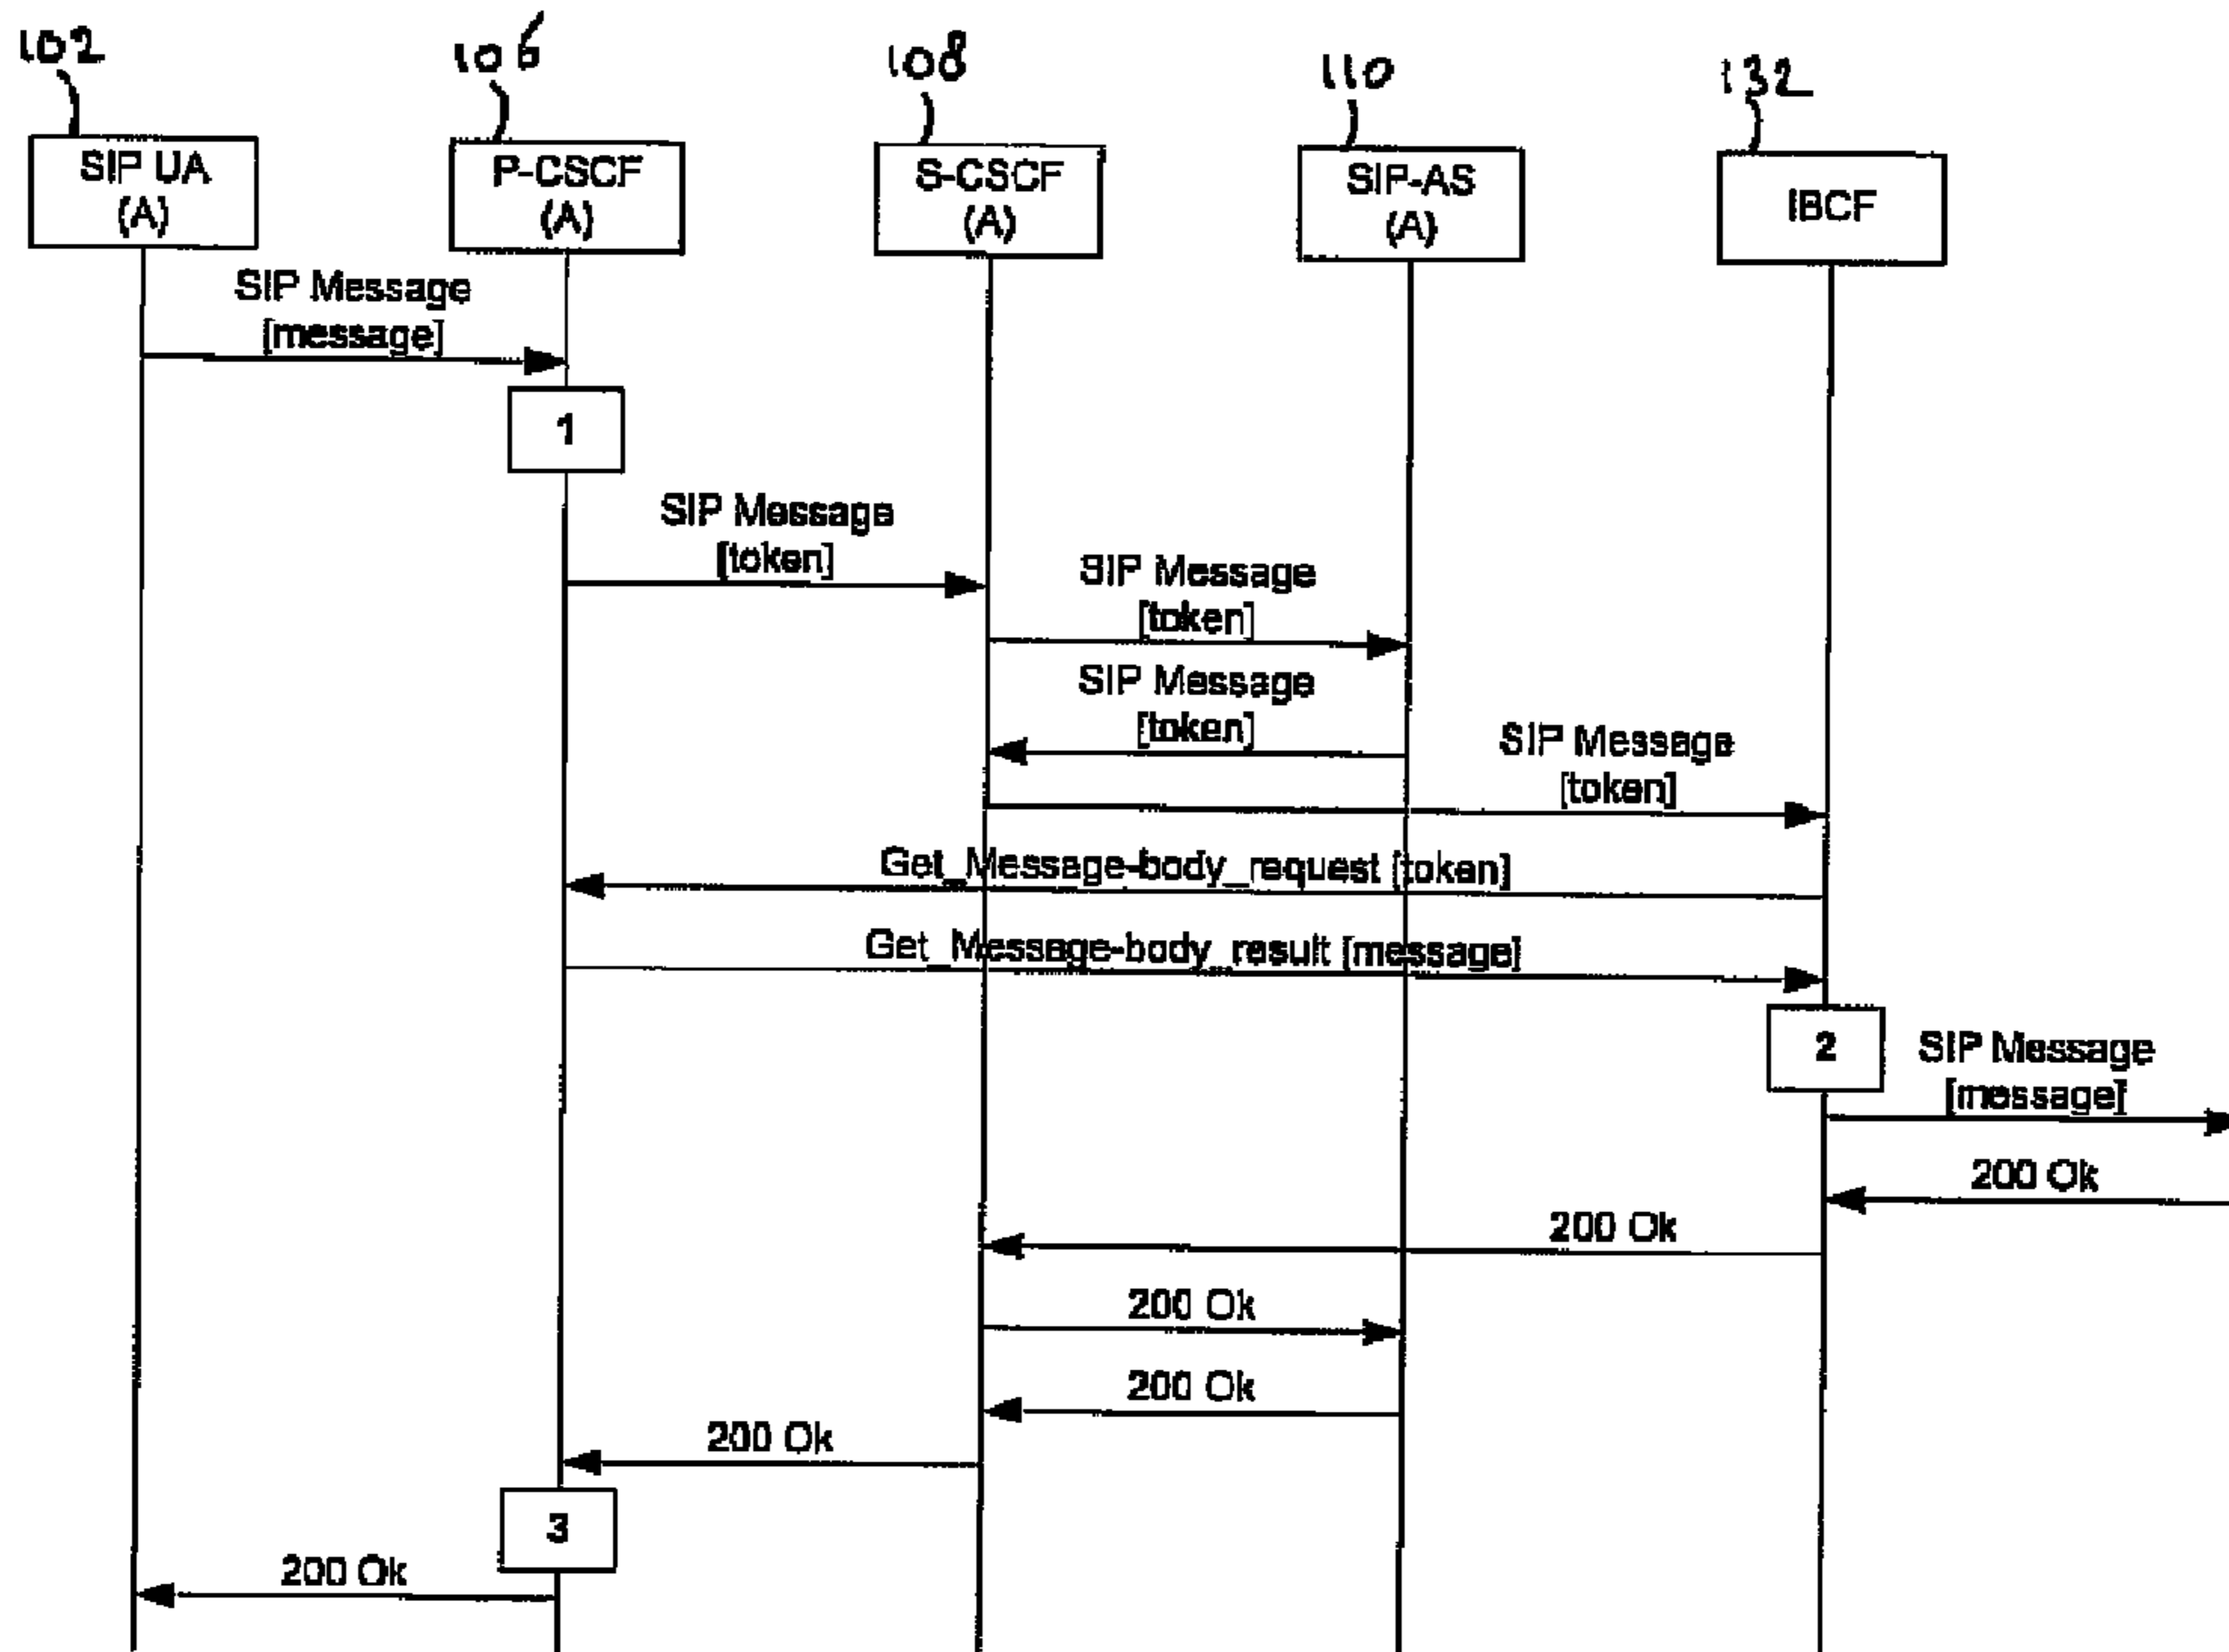 102
106
108
110
132
SIP UA
(A)
P-CSCF
(A)
S-CSCF
(A)
SIP-AS
(A)
IBCF
SIP Message
[message]
1
SIP Message
[token]
SIP Message
[token]
SIP Message
[token]
SIP Message
[token]
Get_Message-body_request [token]
Get_Message-body_result [message]
2
SIP Message
[message]
200 Ok
200 Ok
200 Ok
200 Ok
200 Ok
3
200 Ok